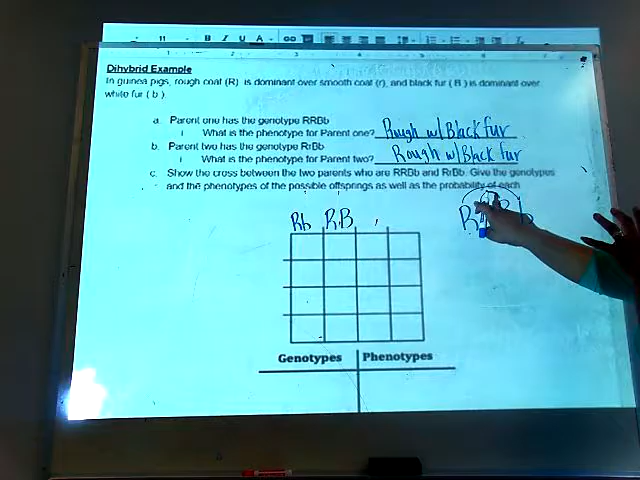 11 B I U A
Dihybrid Example
In guinea pigs, rough coat (R) is dominant over smooth coat (r), and black fur ( B ) is dominant over
white fur ( b ).
a. Parent one has the genotype RRBb
i. What is the phenotype for Parent one? Rough w/ Black fur
b. Parent two has the genotype RrBb
i. What is the phenotype for Parent two? Rough w/ Black fur
c. Show the cross between the two parents who are RRBb and RrBb. Give the genotypes
and the phenotypes of the possible offsprings as well as the probability of each
Rb RB
R b
Genotypes Phenotypes